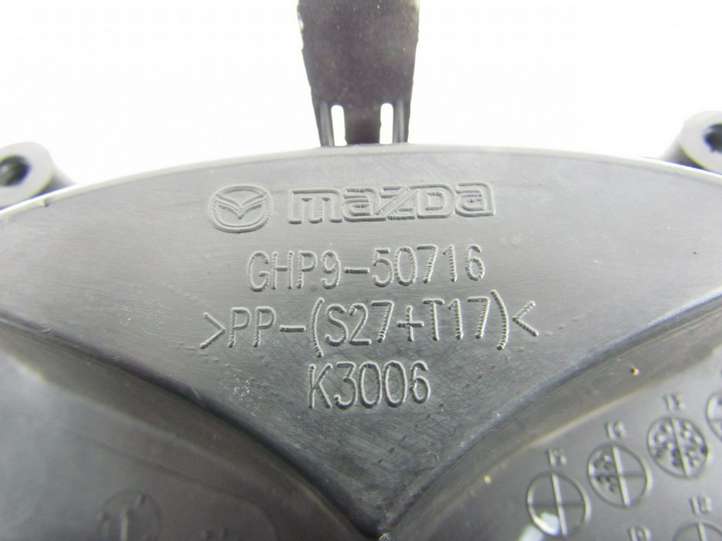 mazda
GHP9-50716
>PP-(S27+T17)<
K3006